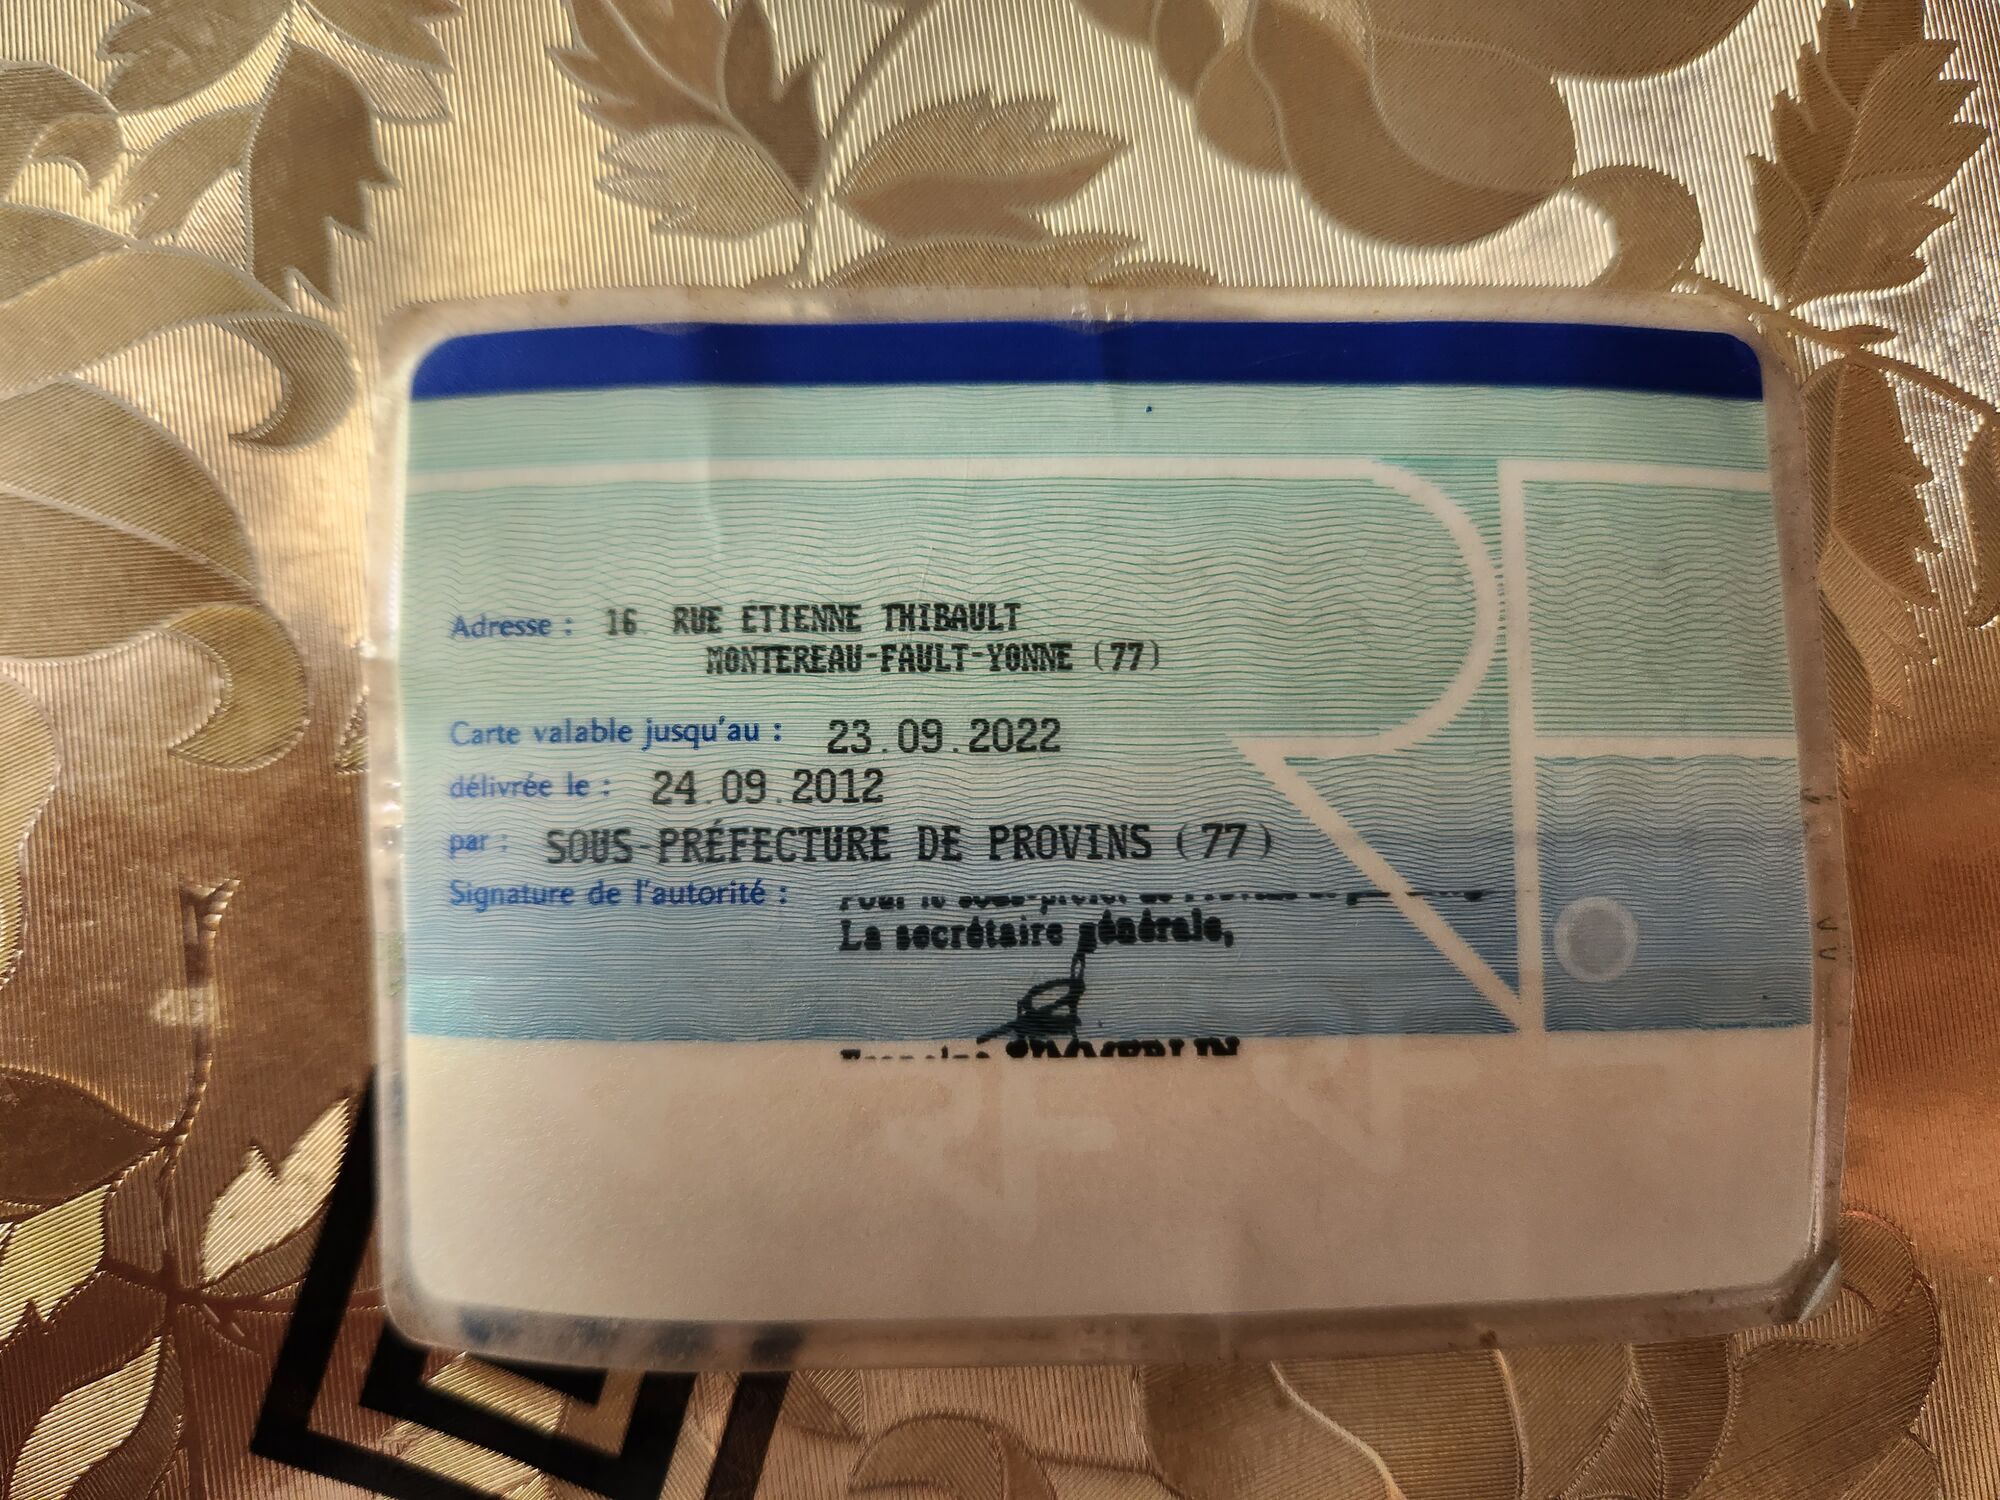 Adresse : 16 RUE ETIENNE THIBAULT
MONTEREAU-FAULT-YONNE (77)
Carte valable jusqu'au : 23.09.2022
délivrée le : 24.09.2012
par : SOUS-PRÉFECTURE DE PROVINS (77)
Signature de l'autorité :
La secrétaire générale,
RF